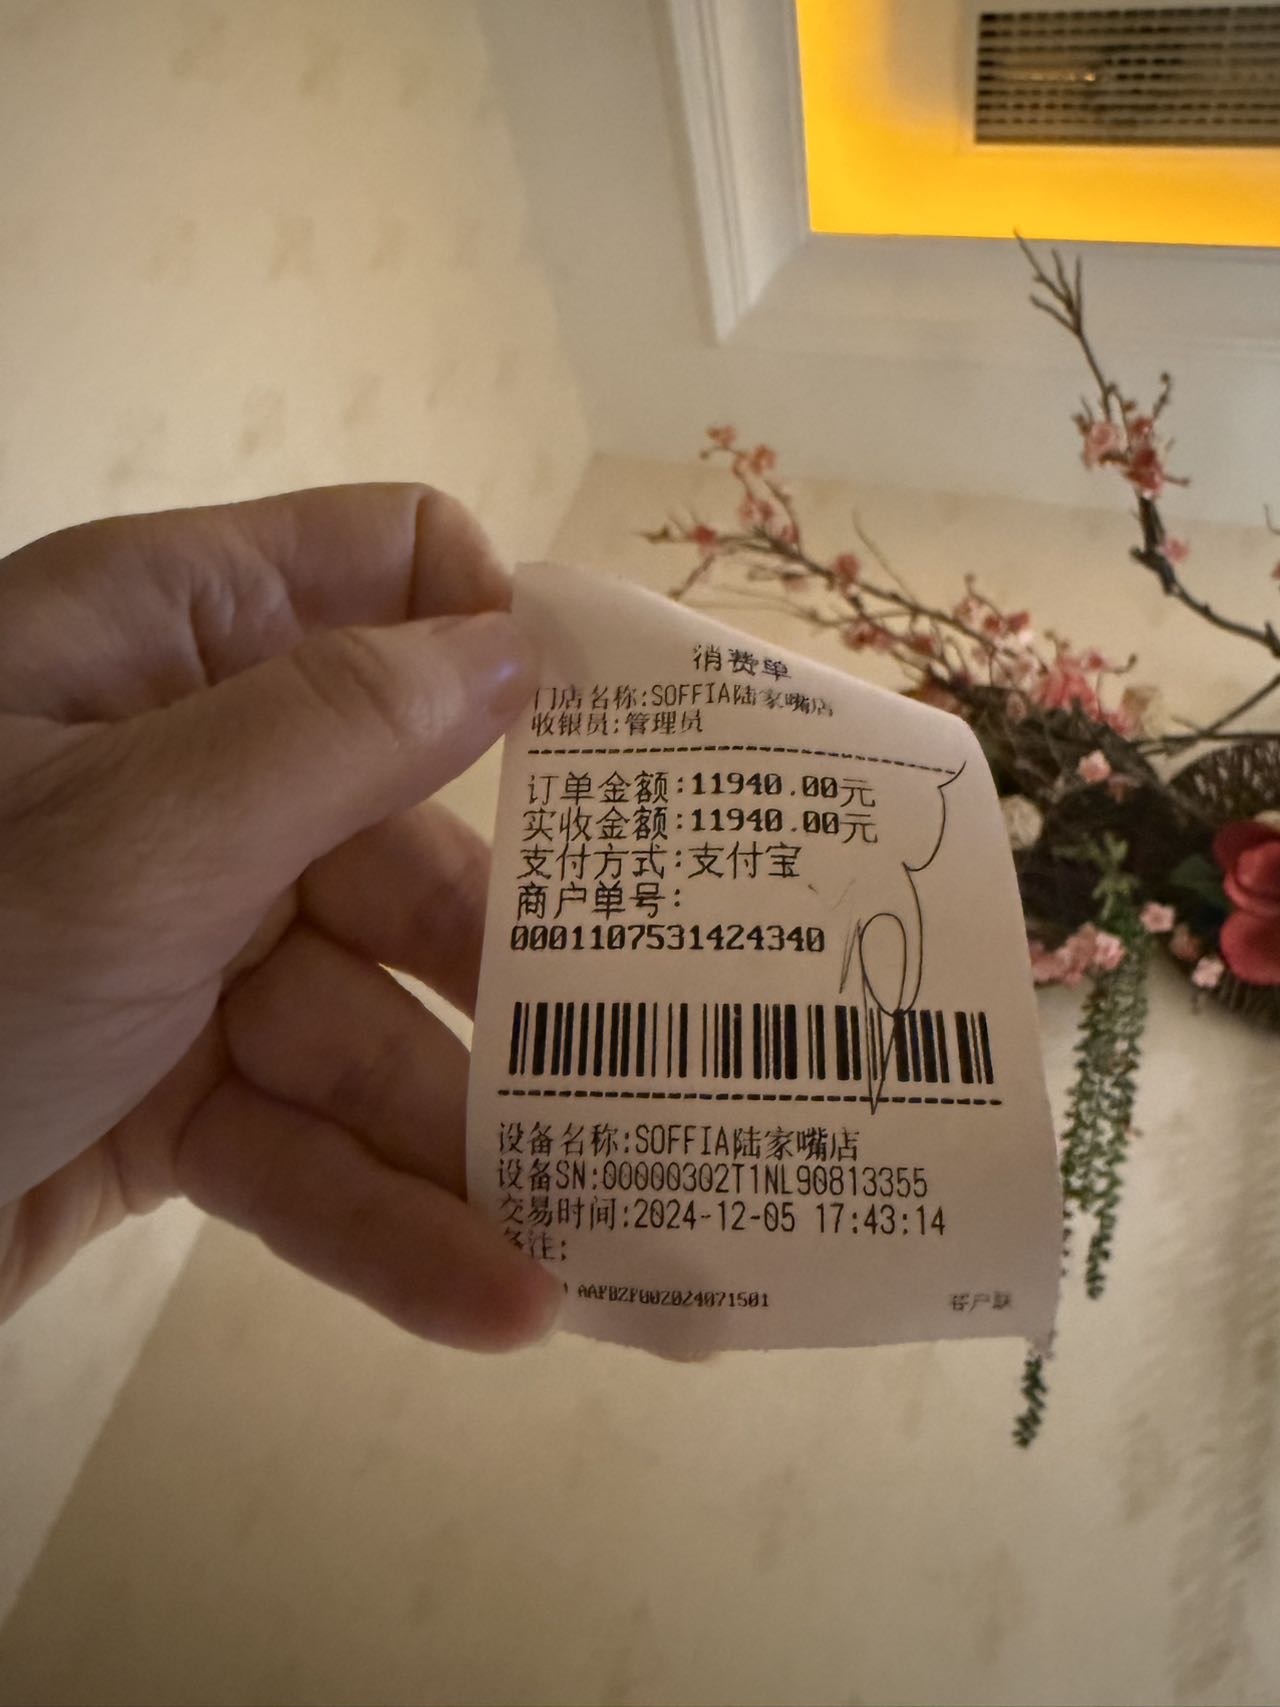 消费单
门店名称:SOFFIA陆家嘴店
收银员:管理员
订单金额:11940.00元
实收金额:11940.00元
支付方式:支付宝
商户单号:
0001107531424340
设备名称:SOFFIA陆家嘴店
设备SN:00000302T1NL90813355
交易时间:2024-12-05 17:43:14
备注:
客户联